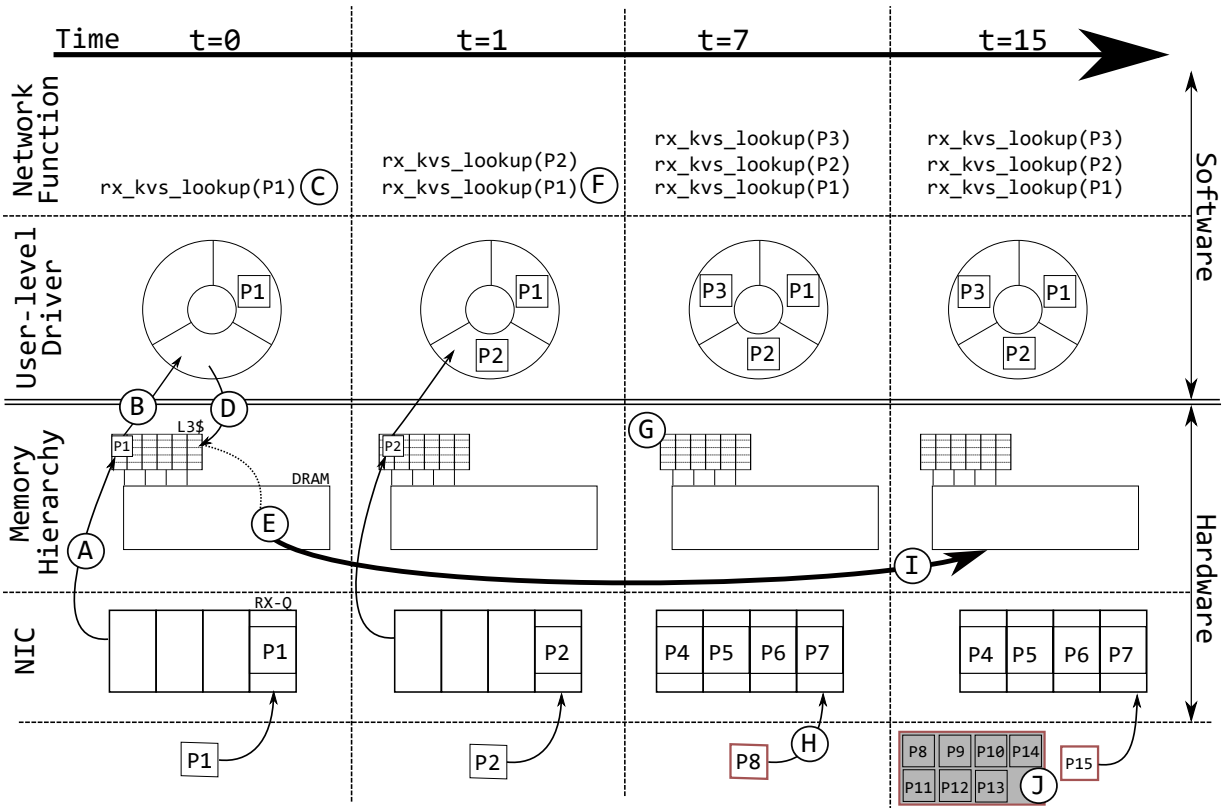 Time t=0 t=1 t=7 t=15
Network
Function
rx_kvs_lookup(P1) C
rx_kvs_lookup(P2)
rx_kvs_lookup(P1) F
rx_kvs_lookup(P3)
rx_kvs_lookup(P2)
rx_kvs_lookup(P1)
rx_kvs_lookup(P3)
rx_kvs_lookup(P2)
rx_kvs_lookup(P1)
Software
User-level
Driver
P1
P1
P2
P3 P1
P2
P3 P1
P2
B D
Memory
Hierarchy
L3$
P1
DRAM
A
E
P2
G
I
Hardware
NIC
RX-Q
P1
P2
P4 P5 P6 P7
P4 P5 P6 P7
P1
P2
P8 H
P8 P9 P10 P14
P11 P12 P13 J
P15